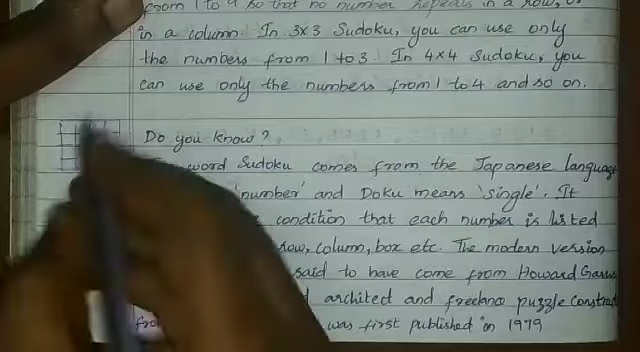 from 1 to 9 so that no number repeats in a row, or
in a column. In 3x3 Sudoku, you can use only
the numbers from 1 to 3. In 4x4 Sudoku, you
can use only the numbers from 1 to 4 and so on.
Do you know?
word Sudoku comes from the Japanese language
'number' and Doku means 'single'. It
condition that each number is listed
row, column, box etc. The modern version
said to have come from Howard Garns
architect and freelance puzzle
was first published in 1979